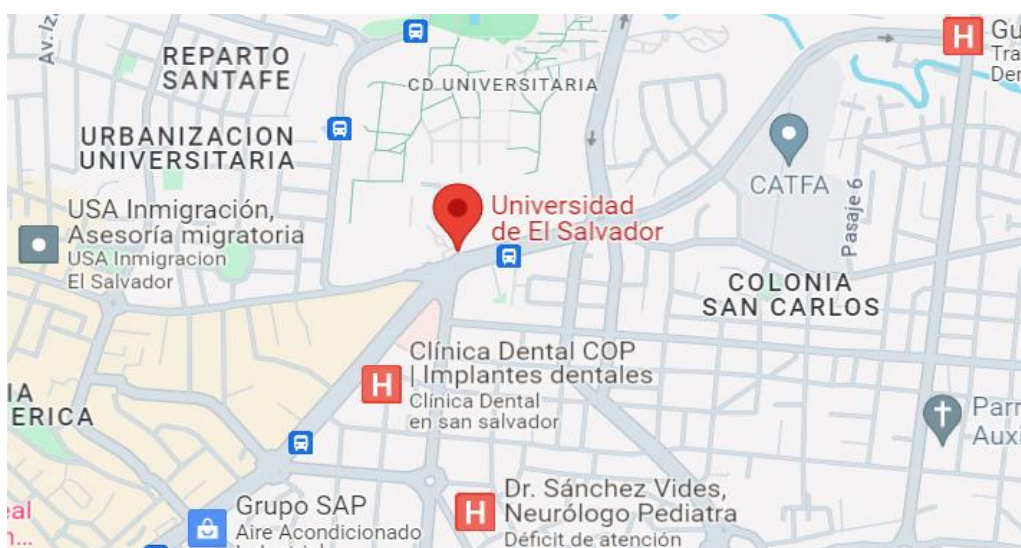 Av. Iz
REPARTO
SANTAFE
CD UNIVERSITARIA
H
Gu
Tra
Der
URBANIZACION
UNIVERSITARIA
CATFA
Pasaje 6
USA Inmigración,
Asesoría migratoria
USA Inmigracion
El Salvador
Universidad
de El Salvador
COLONIA
SAN CARLOS
H
Clínica Dental COP
| Implantes dentales
Clínica Dental
en san salvador
IA
ERICA
Parr
Auxi
eal
n...
Grupo SAP
Aire Acondicionado
H
Dr. Sánchez Vides,
Neurólogo Pediatra
Déficit de atención